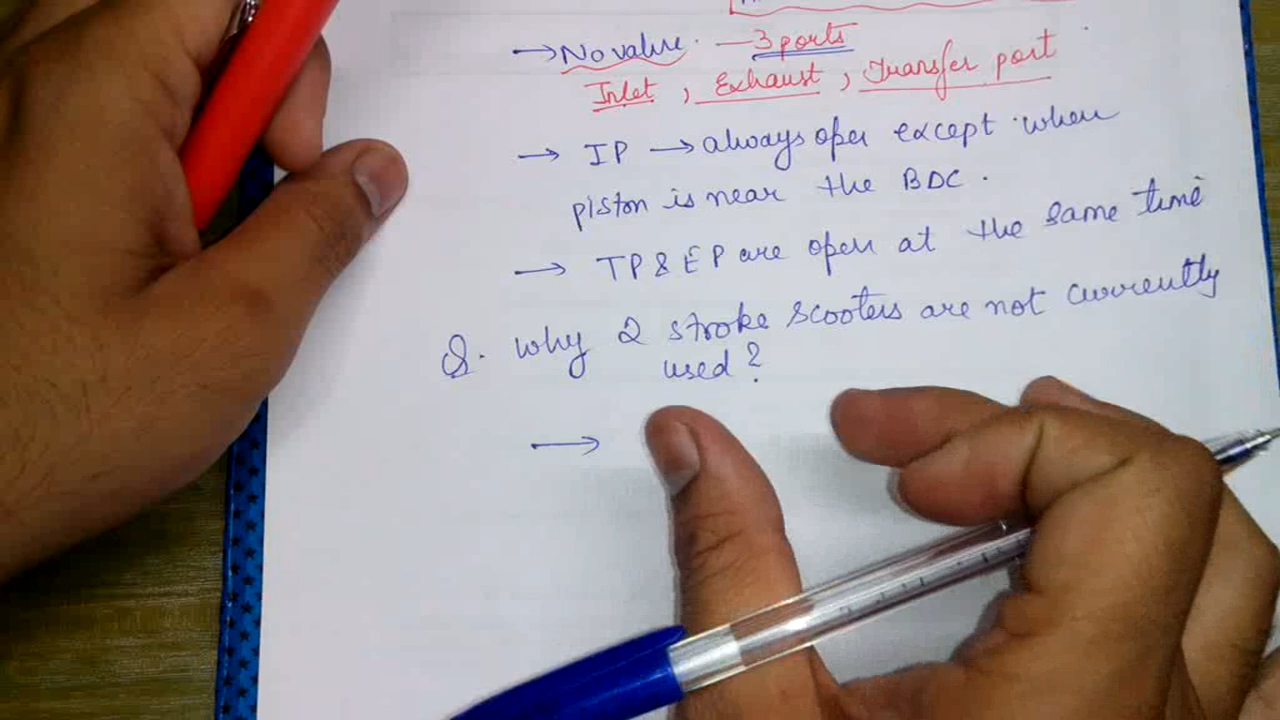 → No valve - 3 ports
Inlet, Exhaust, Transfer port
→ IP → always open except when
piston is near the BDC.
→ TP & EP are open at the same time
Q. why 2 stroke scooters are not currently
used?
→